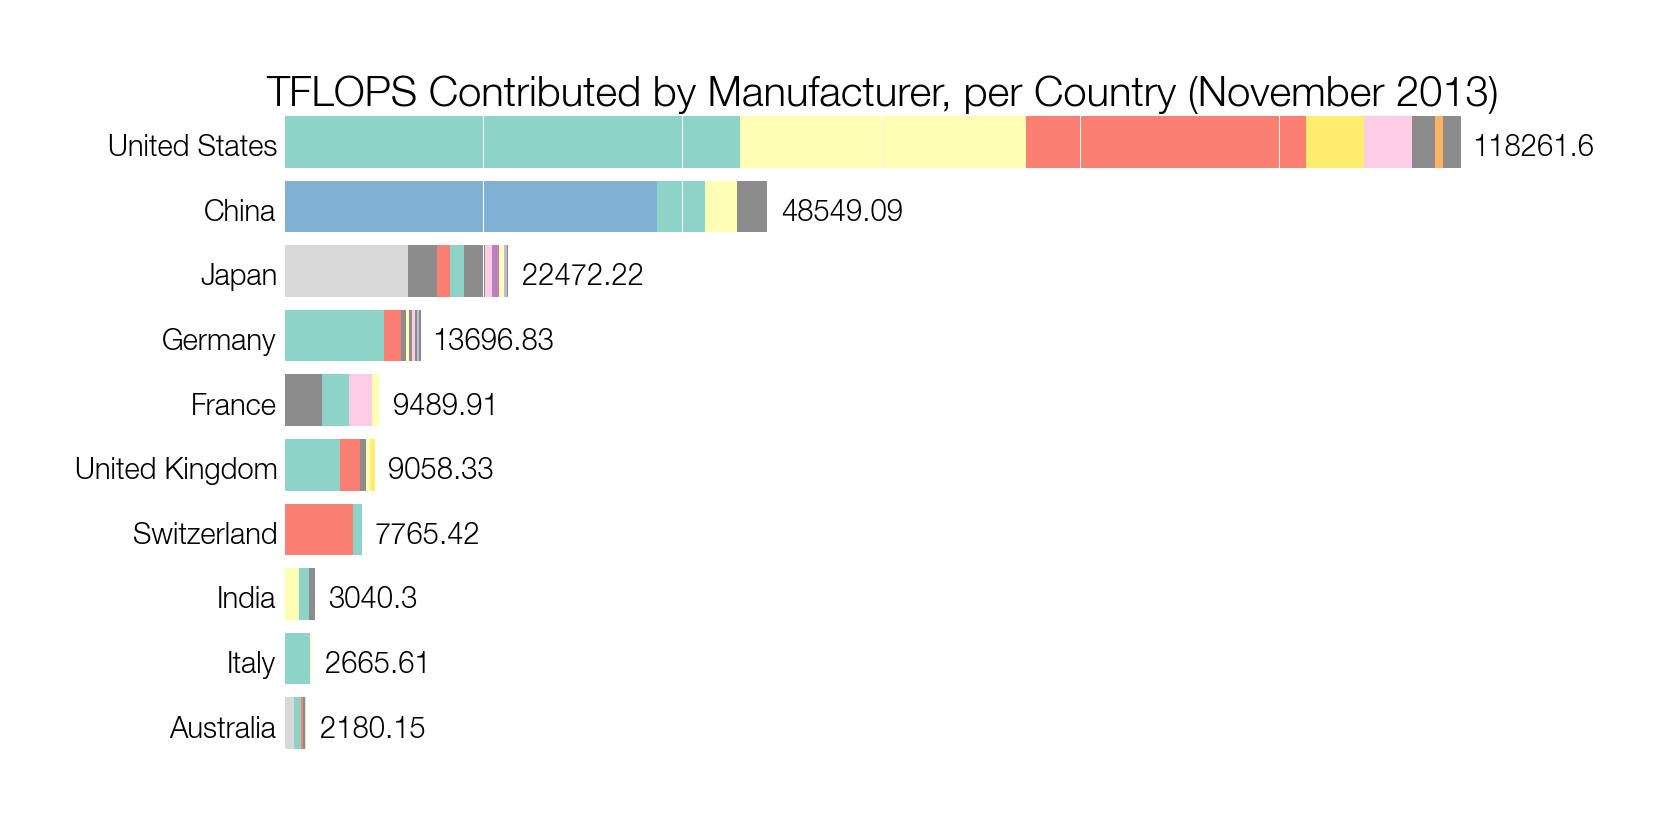 TFLOPS Contributed by Manufacturer, per Country (November 2013)
United States 118261.6
China 48549.09
Japan 22472.22
Germany 13696.83
France 9489.91
United Kingdom 9058.33
Switzerland 7765.42
India 3040.3
Italy 2665.61
Australia 2180.15